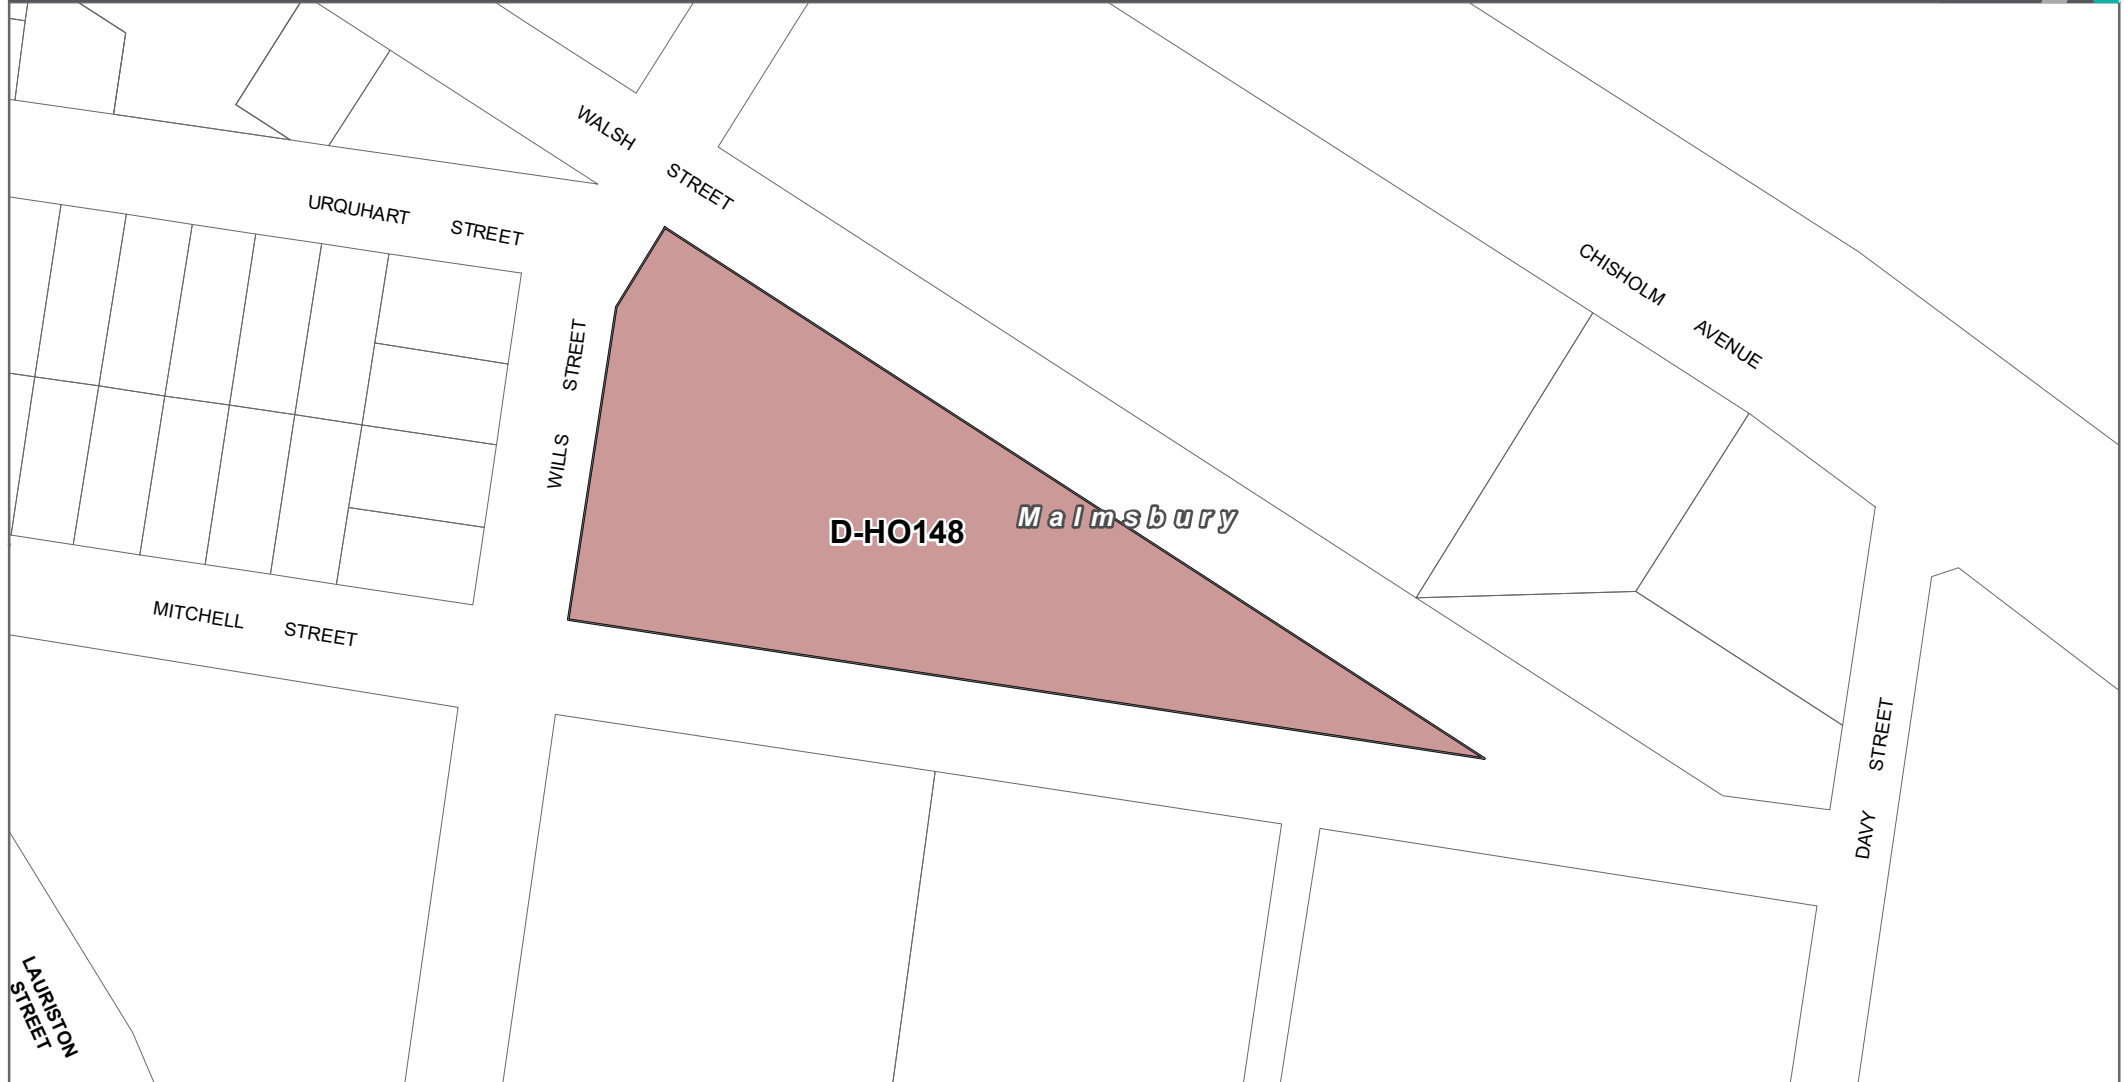 WALSH STREET
URQUHART STREET
CHISHOLM AVENUE
WILLS STREET
D-HO148
Malmsbury
MITCHELL STREET
DAVY STREET
LAURISTON
STREET